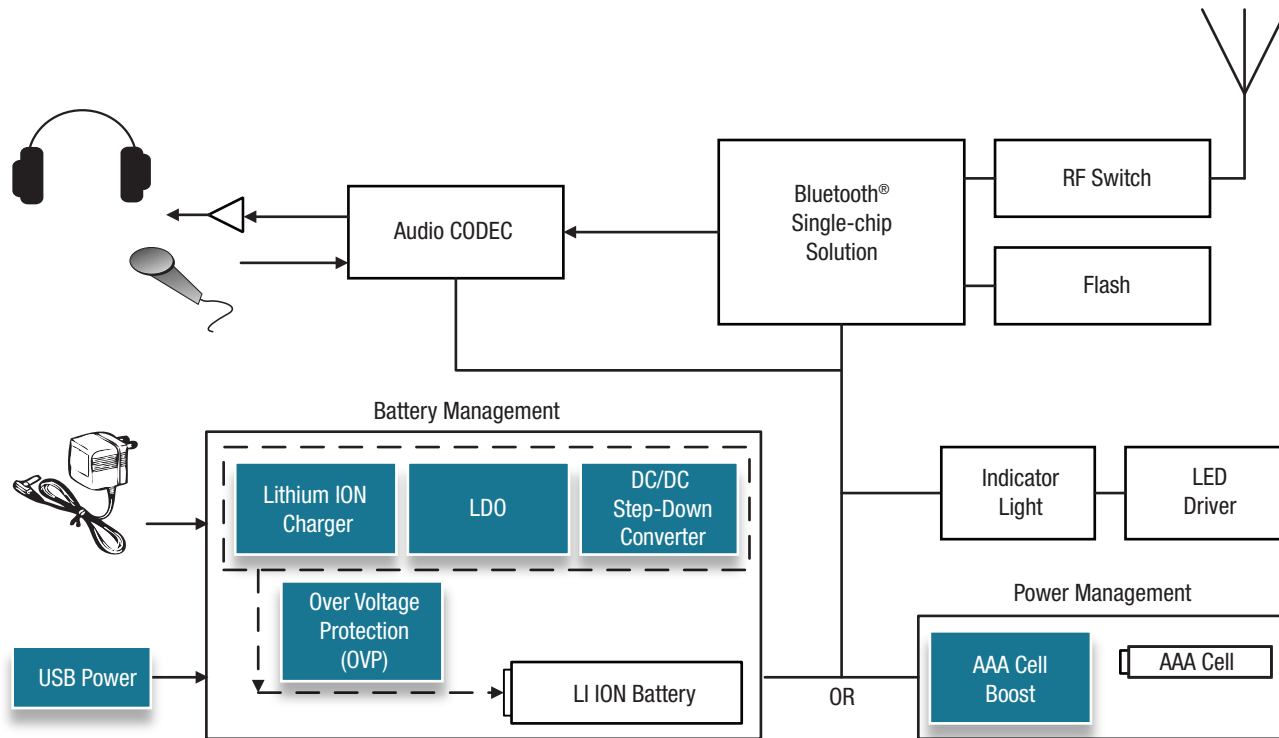 Bluetooth®
Single-chip
Solution
RF Switch
Audio CODEC
Flash
Battery Management
Lithium ION
Charger
LDO
DC/DC
Step-Down
Converter
Indicator
Light
LED
Driver
Over Voltage
Protection
(OVP)
Power Management
USB Power
LI ION Battery
OR
AAA Cell
Boost
AAA Cell